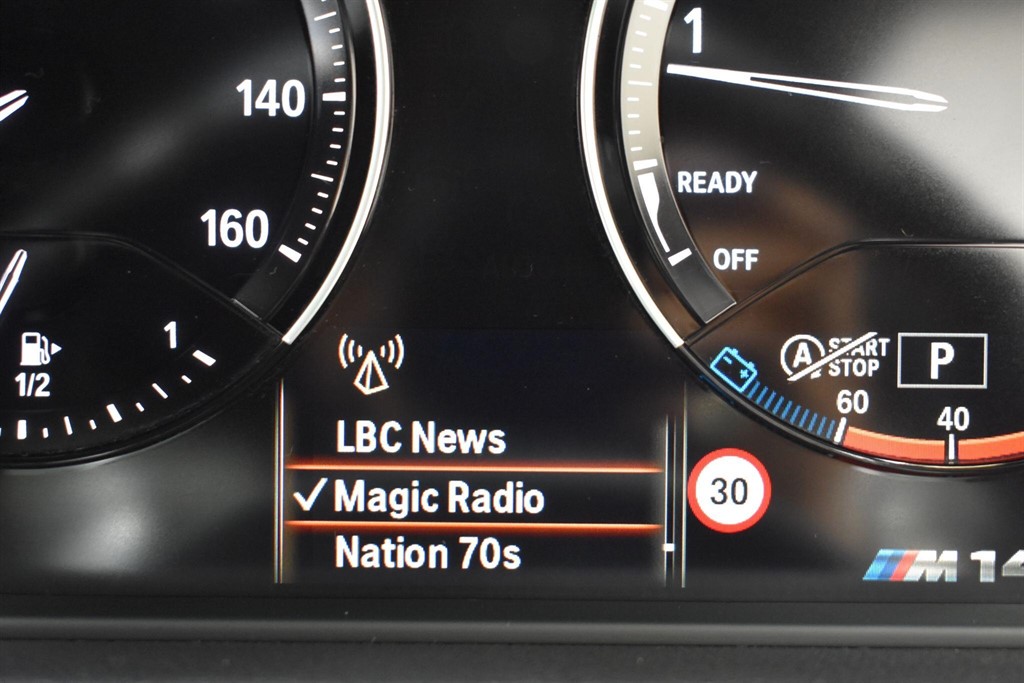 140
160
1
1/2
1
READY
OFF
A START
STOP
P
60
40
LBC News
Magic Radio
Nation 70s
30
M14